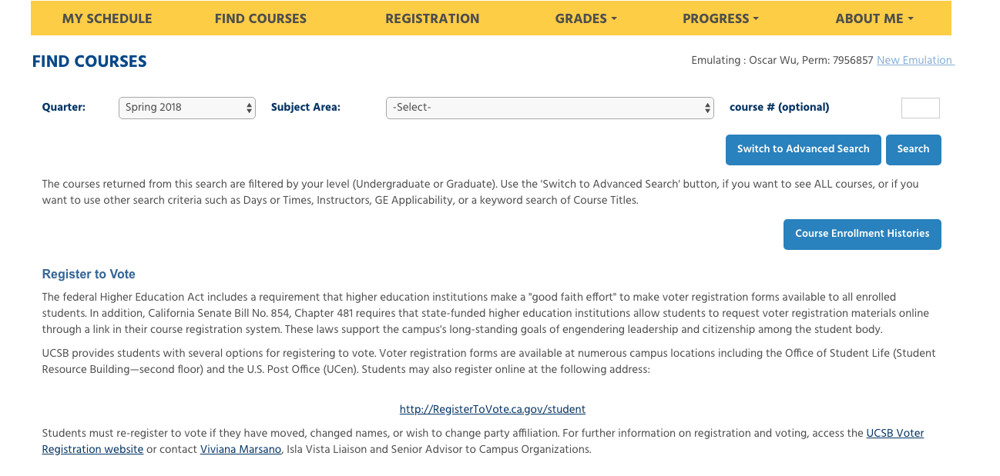 MY SCHEDULE FIND COURSES REGISTRATION GRADES PROGRESS ABOUT ME
FIND COURSES
Emulating : Oscar Wu, Perm: 7956857 New Emulation
Quarter: Spring 2018 Subject Area: -Select- course # (optional)
Switch to Advanced Search Search
The courses returned from this search are filtered by your level (Undergraduate or Graduate). Use the 'Switch to Advanced Search' button, if you want to see ALL courses, or if you
want to use other search criteria such as Days or Times, Instructors, GE Applicability, or a keyword search of Course Titles.
Course Enrollment Histories
Register to Vote
The federal Higher Education Act includes a requirement that higher education institutions make a "good faith effort" to make voter registration forms available to all enrolled
students. In addition, California Senate Bill No. 854, Chapter 481 requires that state-funded higher education institutions allow students to request voter registration materials online
through a link in their course registration system. These laws support the campus's long-standing goals of engendering leadership and citizenship among the student body.
UCSB provides students with several options for registering to vote. Voter registration forms are available at numerous campus locations including the Office of Student Life (Student
Resource Building—second floor) and the U.S. Post Office (UCen). Students may also register online at the following address:
http://RegisterToVote.ca.gov/student
Students must re-register to vote if they have moved, changed names, or wish to change party affiliation. For further information on registration and voting, access the UCSB Voter
Registration website or contact Viviana Marsano, Isla Vista Liaison and Senior Advisor to Campus Organizations.